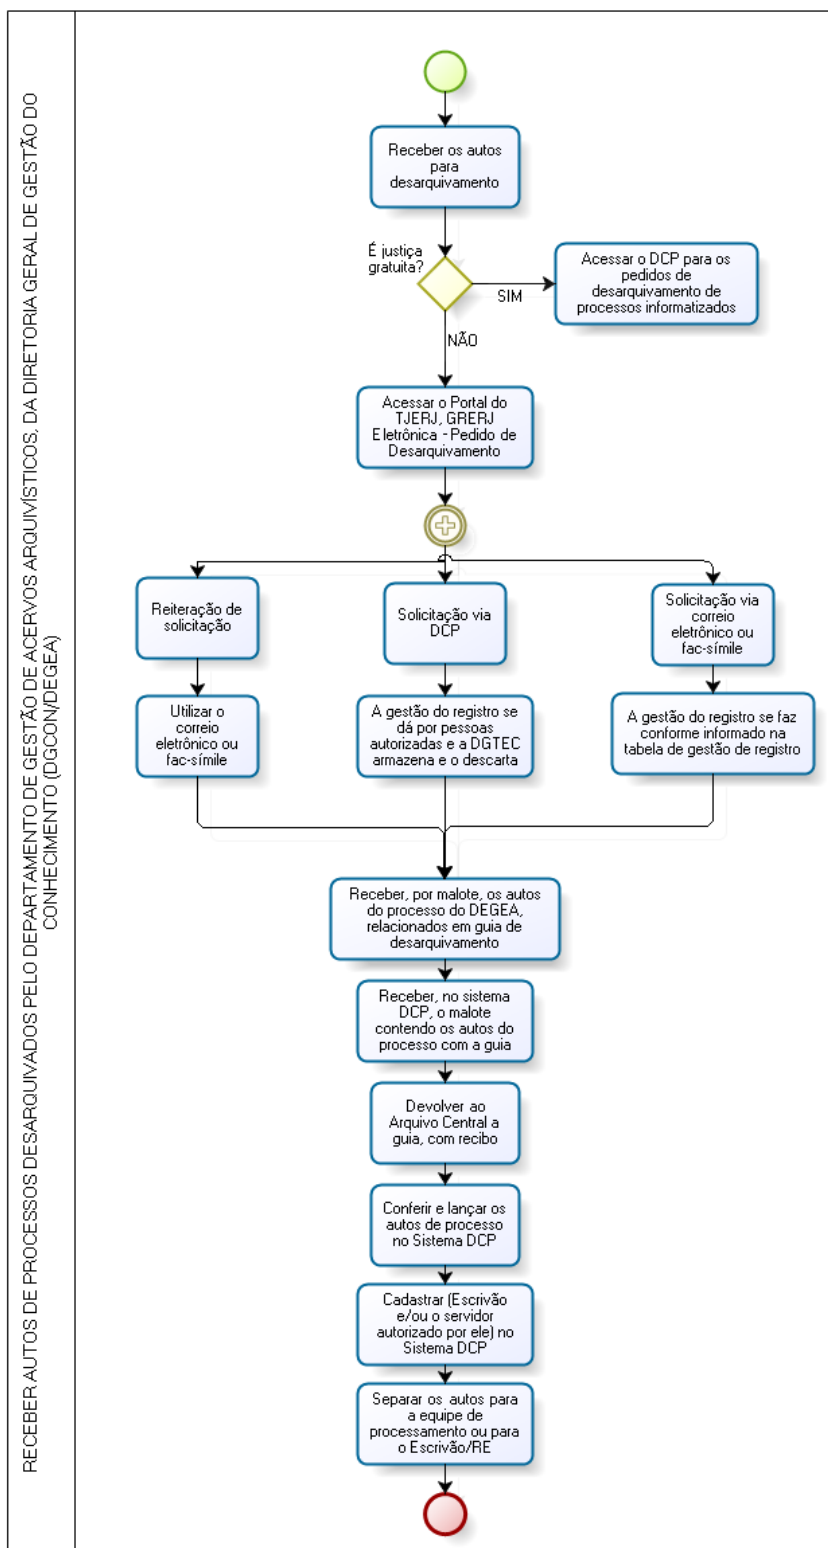 RECEBER AUTOS DE PROCESSOS DESARQUIVADOS PELO DEPARTAMENTO DE GESTÃO DE ACERVOS ARQUIVÍSTICOS, DA DIRETORIA GERAL DE GESTÃO DO
CONHECIMENTO (DGCON/DEGEA)
Receber os autos
para
desarquivamento
É justiça
gratuita?
SIM
Acessar o DCP para os
pedidos de
desarquivamento de
processos informatizados
NÃO
Acessar o Portal do
TJERJ, GRERJ
Eletrônica - Pedido de
Desarquivamento
Reiteração de
solicitação
Solicitação via
DCP
Solicitação via
correio
eletrônico ou
fac-símile
Utilizar o
correio
eletrônico ou
fac-símile
A gestão do registro se
dá por pessoas
autorizadas e a DGTEC
armazena e o descarta
A gestão do registro se faz
conforme informado na
tabela de gestão de registro
Receber, por malote, os autos
do processo do DEGEA,
relacionados em guia de
desarquivamento
Receber, no sistema
DCP, o malote
contendo os autos do
processo com a guia
Devolver ao
Arquivo Central a
guia, com recibo
Conferir e lançar os
autos de processo
no Sistema DCP
Cadastrar (Escrivão
e/ou o servidor
autorizado por ele) no
Sistema DCP
Separar os autos para
a equipe de
processamento ou para
o Escrivão/RE